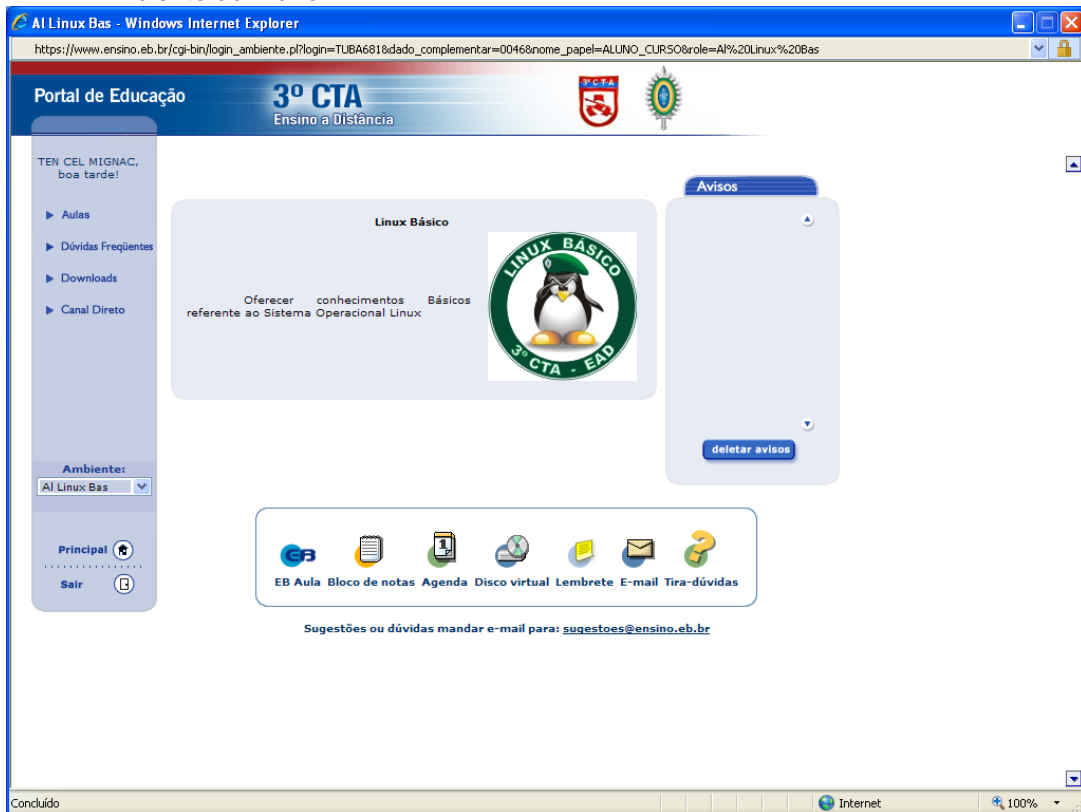 Al Linux Bas - Windows Internet Explorer
https://www.ensino.eb.br/cgi-bin/login_ambiente.pl?login=TUBA681&dado_complementar=0046&nome_papel=ALUNO_CURSO&role=Al%20Linux%20Bas
Portal de Educação
3º CTA
Ensino a Distância
3º CTA
TEN CEL MIGNAC,
boa tarde!
Aulas
Dúvidas Freqüentes
Downloads
Canal Direto
Ambiente:
Al Linux Bas
Principal
Sair
Linux Básico
Oferecer conhecimentos Básicos
referente ao Sistema Operacional Linux
LINUX BÁSICO
3º CTA - EAD
Avisos
deletar avisos
EB
1
EB Aula Bloco de notas Agenda Disco virtual Lembrete E-mail Tira-dúvidas
Sugestões ou dúvidas mandar e-mail para: sugestoes@ensino.eb.br
Concluído
Internet
100%